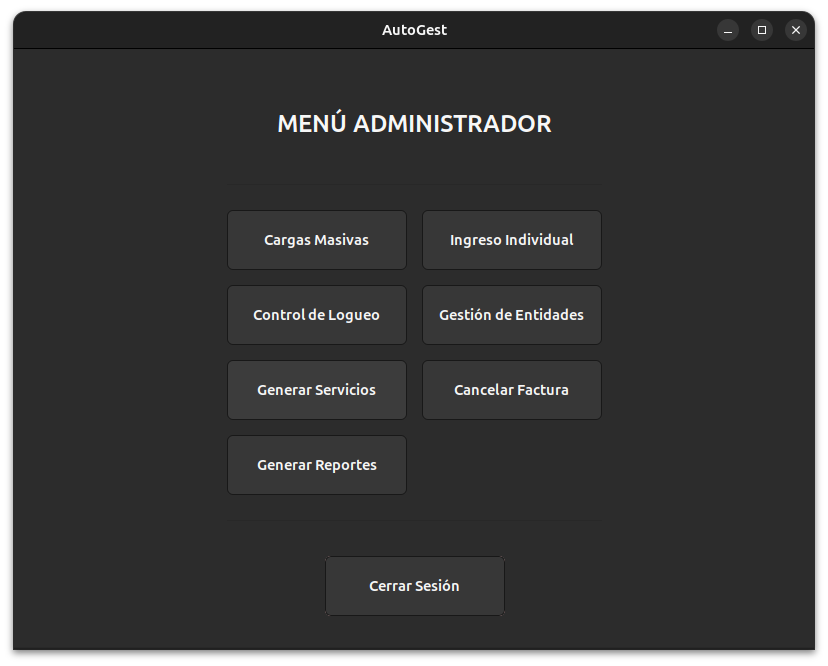 AutoGest
MENÚ ADMINISTRADOR
Cargas Masivas
Ingreso Individual
Control de Logueo
Gestión de Entidades
Generar Servicios
Cancelar Factura
Generar Reportes
Cerrar Sesión